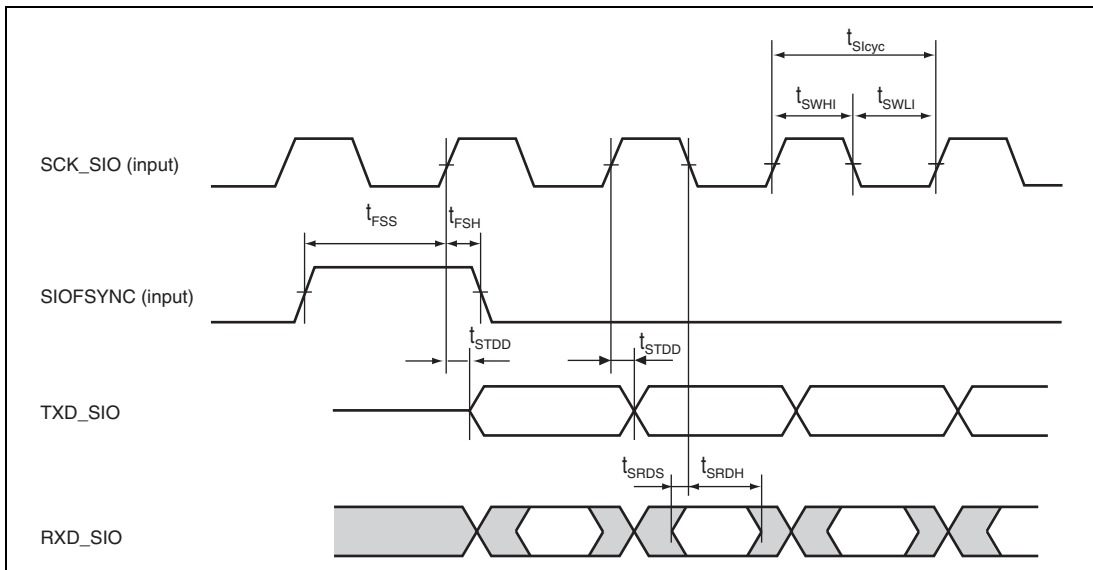 tSIcyc
tSWHI
tSWLI
SCK_SIO (input)
tFSS
tFSH
SIOFSYNC (input)
tSTDD
tSTDD
TXD_SIO
tSRDS
tSRDH
RXD_SIO